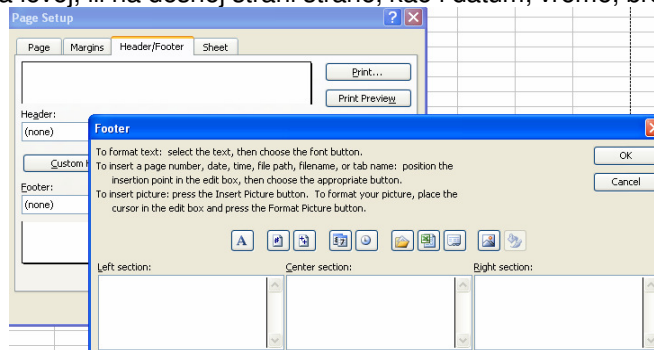 levoj, ili na desnoj strani strane, kao i datum, vreme,
Page Setup
Page Margins Header/Footer Sheet
Print...
Print Preview
Header:
(none)
Custom
Footer:
(none)
Footer
To format text: select the text, then choose the font button.
To insert a page number, date, time, file path, filename, or tab name: position the
insertion point in the edit box, then choose the appropriate button.
To insert picture: press the Insert Picture button. To format your picture, place the
cursor in the edit box and press the Format Picture button.
OK
Cancel
A
Left section: Center section: Right section: